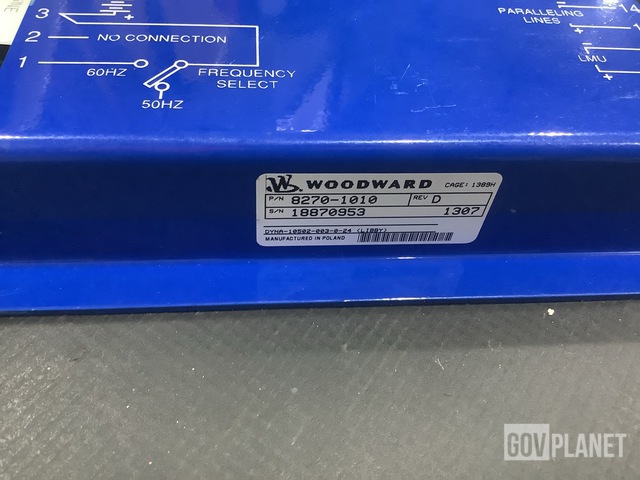 3
2 NO CONNECTION
1
60HZ
FREQUENCY
SELECT
50HZ
PARALLELING
LINES
14
+
LMU
+
W WOODWARD CAGE: 1389H
P/N 8270-1010 REV D
S/N 18870953 1307
DYNA-10502-003-0-24 (LIBBY)
MANUFACTURED IN POLAND
GOVPLANET